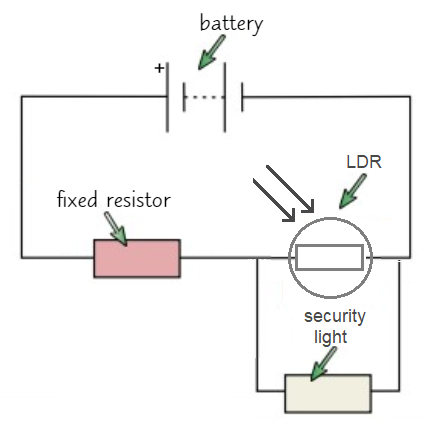 battery
+
LDR
fixed resistor
security
light